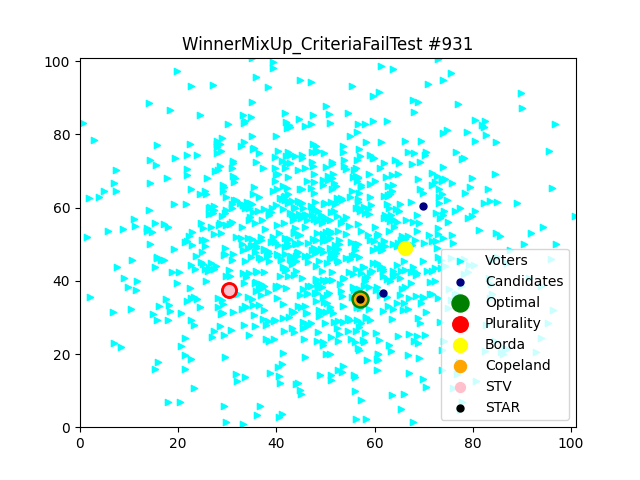 WinnerMixUp_CriteriaFailTest #931
100
80
60
40
20
0
0
20
40
60
80
100
Voters
Candidates
Optimal
Plurality
Borda
Copeland
STV
STAR